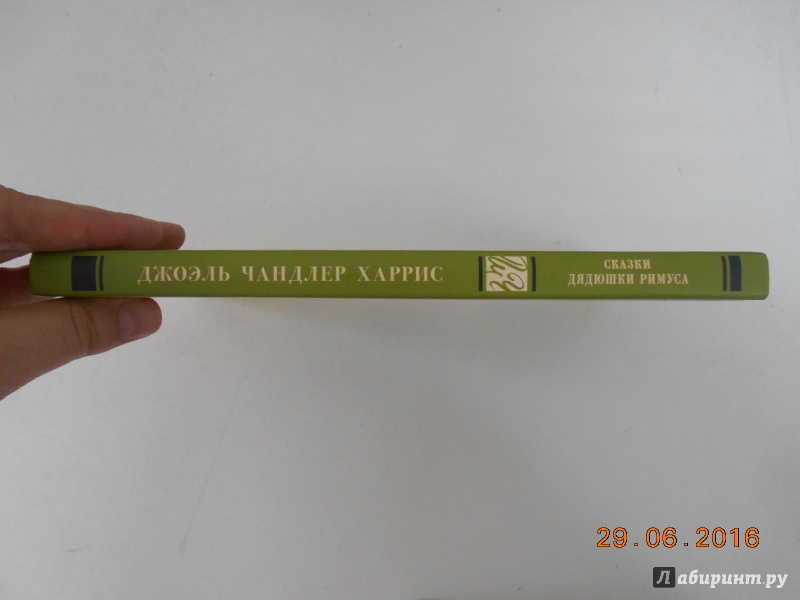 ДЖОЭЛЬ ЧАНДЛЕР ХАРРИС
СКАЗКИ
ДЯДЮШКИ РИМУСА
29.06.2016
Лабиринт.ру